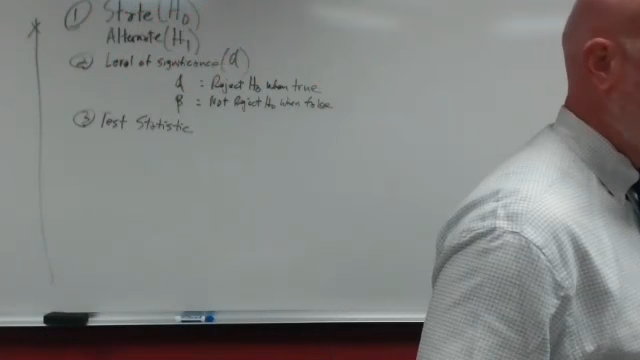 ① State (H₀)
Alternate (H₁)
② Level of significance (α)
α : Reject H₀ when true
β = Not Reject H₀ when false
③ Test Statistic